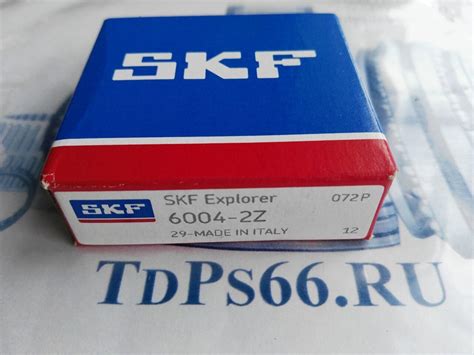 SKF
SKF Explorer 072P
SKF
6004-2Z
29-MADE IN ITALY 12
TDPS66.RU